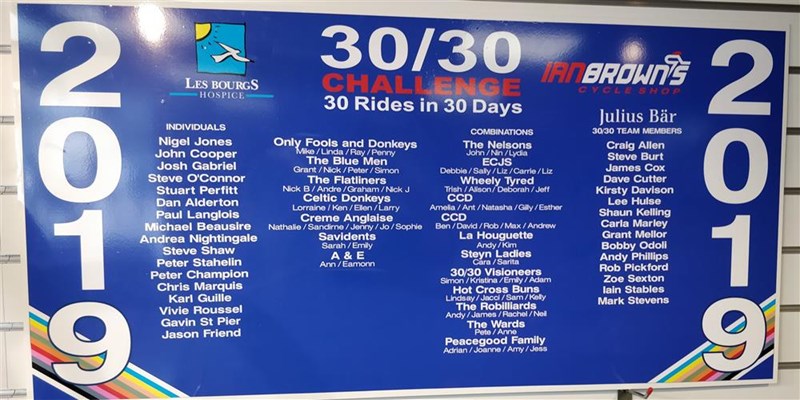 2019
LES BOURGS
HOSPICE
30/30
CHALLENGE
30 Rides in 30 Days
IAN BROWN'S
CYCLE SHOP
2019
INDIVIDUALS
Nigel Jones
John Cooper
Josh Gabriel
Steve O'Connor
Stuart Perfitt
Dan Alderton
Paul Langlois
Michael Beausire
Andrea Nightingale
Steve Shaw
Peter Stahelin
Peter Champion
Chris Marquis
Karl Guille
Vivie Roussel
Gavin St Pier
Jason Friend
Only Fools and Donkeys
Mike / Linda / Ray / Penny
The Blue Men
Grant / Nick / Peter / Simon
The Flatliners
Nick B / Andre / Graham / Nick J
Celtic Donkeys
Lorraine / Ken / Ellen / Larry
Creme Anglaise
Nathalie / Sandrine / Jenny / Jo / Sophie
Savidents
Sarah / Emily
A & E
Ann / Eamonn
COMBINATIONS
The Nelsons
John / Nin / Lydia
ECJS
Debbie / Sally / Liz / Carrie / Liz
Wheely Tyred
Trish / Alison / Deborah / Jeff
CCD
Amelia / Ant / Natasha / Gilly / Esther
CCD
Ben / David / Rob / Max / Andrew
La Houguette
Andy / Kim
Steyn Ladies
Cara / Sarita
30/30 Visioneers
Simon / Kristina / Emily / Adam
Hot Cross Buns
Lindsay / Jacci / Sam / Kelly
The Robilliards
Andy / James / Rachel / Neil
The Wards
Pete / Anne
Peacegood Family
Adrian / Joanne / Amy / Jess
Julius Bär
30/30 TEAM MEMBERS
Craig Allen
Steve Burt
James Cox
Dave Cutter
Kirsty Davison
Lee Hulse
Shaun Kelling
Carla Marley
Grant Mellor
Bobby Odoli
Andy Phillips
Rob Pickford
Zoe Sexton
Iain Stables
Mark Stevens